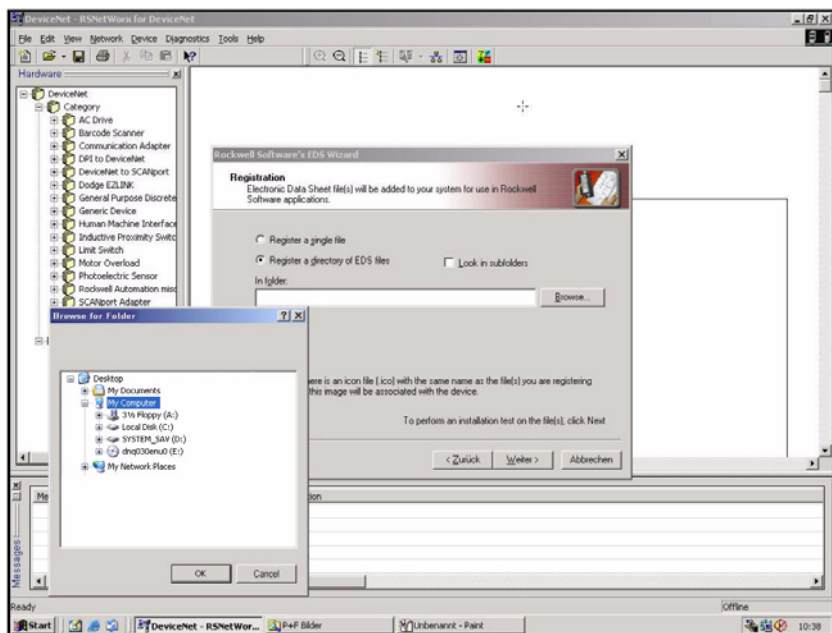 DeviceNet - RSNetWorx for DeviceNet
File Edit View Network Device Diagnostics Tools Help
Hardware
DeviceNet
Category
AC Drive
Barcode Scanner
Communication Adapter
DPI to DeviceNet
DeviceNet to SCANport
Dodge EZLINK
General Purpose Discrete
Generic Device
Human Machine Interface
Inductive Proximity Switc
Limit Switch
Motor Overload
Photoelectric Sensor
Rockwell Automation misc
SCANport Adapter
Rockwell Software's EDS Wizard
Registration
Electronic Data Sheet file(s) will be added to your system for use in Rockwell
Software applications.
Register a single file
Register a directory of EDS files
Look in subfolders
In folder:
Browse...
here is an icon file (.ico) with the same name as the file(s) you are registering
this image will be associated with the device.
To perform an installation test on the file(s), click Next
< Zurück Weiter > Abbrechen
Browse for Folder
Desktop
My Documents
My Computer
3½ Floppy (A:)
Local Disk (C:)
SYSTEM_SAV (D:)
dnq030enu0 (E:)
My Network Places
OK Cancel
Messages
Me
ion
Ready
Offline
Start
DeviceNet - RSNetWor...
P+F Bilder
Unbenannt - Paint
10:38